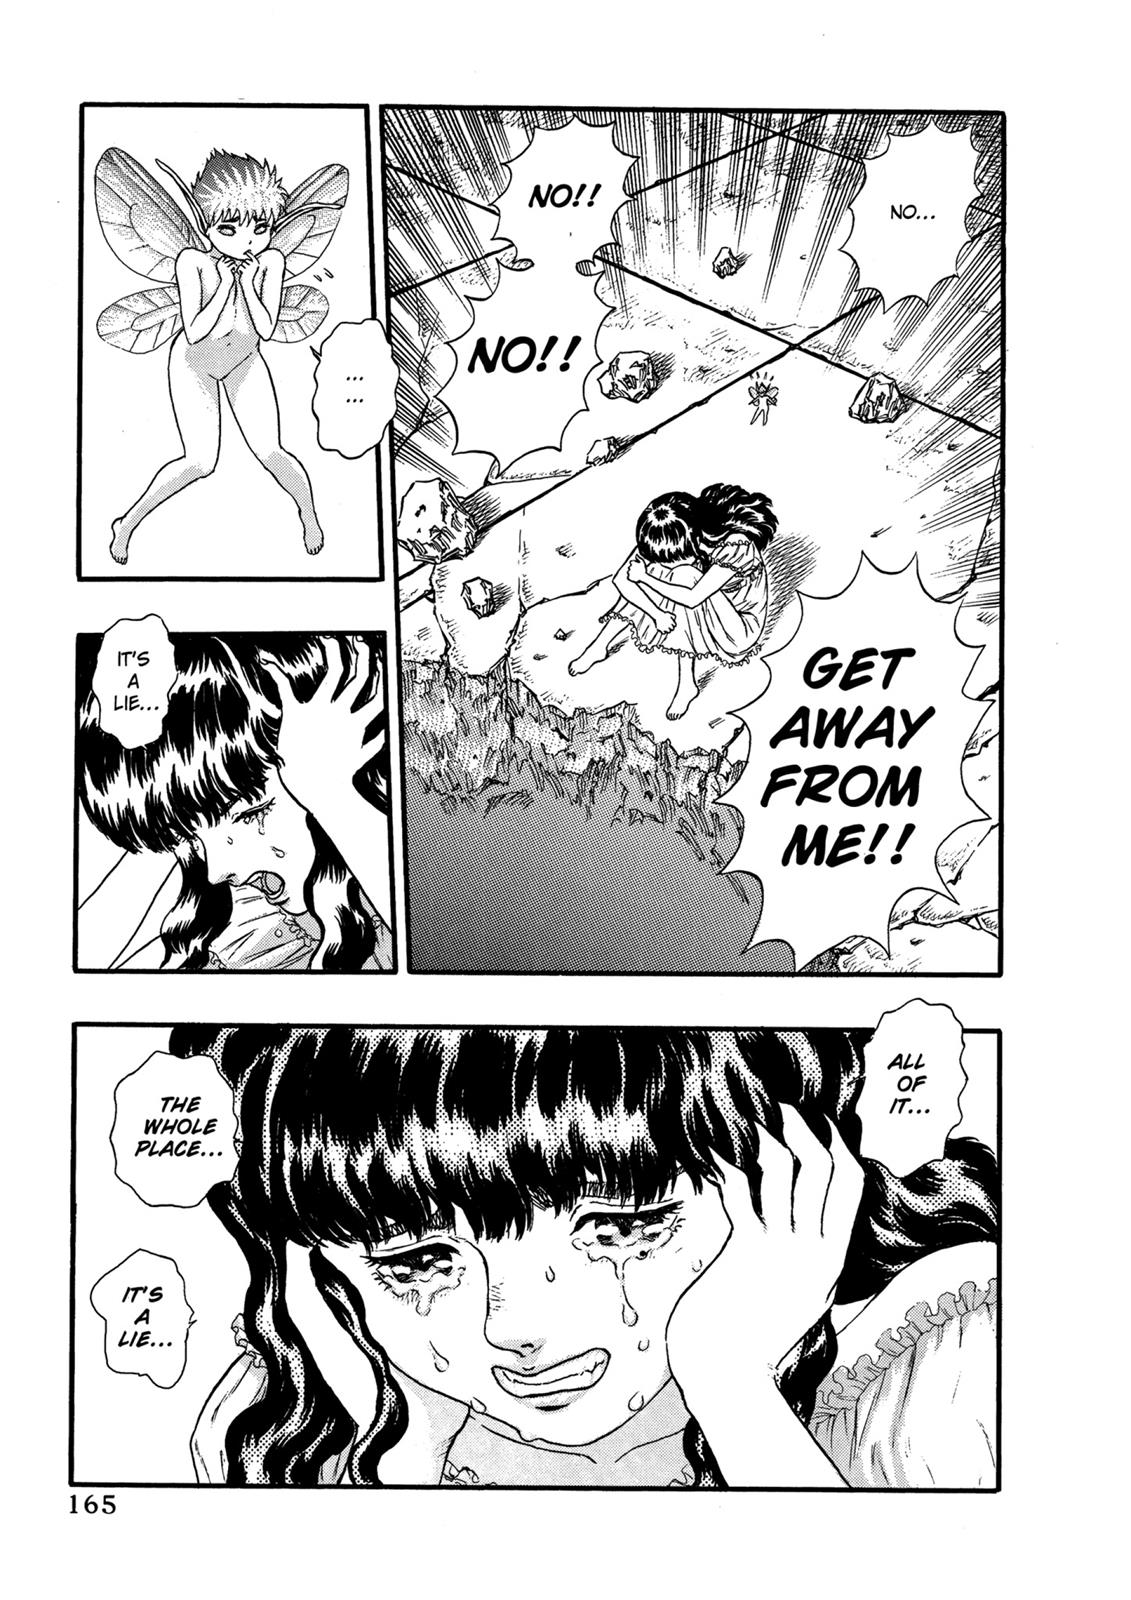 NO...
NO!!
NO!!
GET
AWAY
FROM
ME!!
...
...
IT'S
A
LIE...
ALL
OF
IT...
THE
WHOLE
PLACE...
IT'S
A
LIE...
165